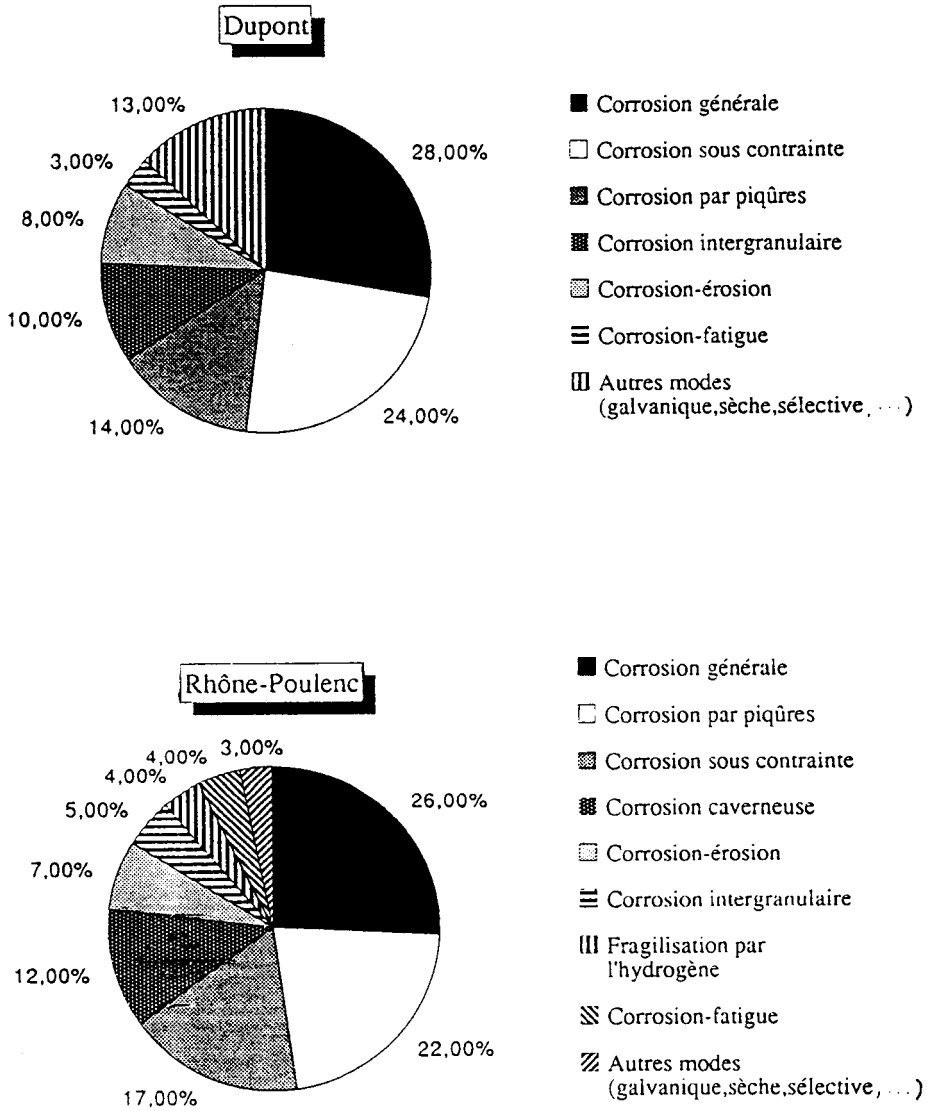 Dupont
13,00%
3,00%
8,00%
10,00%
14,00%
24,00%
28,00%
Corrosion générale
Corrosion sous contrainte
Corrosion par piqûres
Corrosion intergranulaire
Corrosion-érosion
Corrosion-fatigue
Autres modes
(galvanique,sèche,sélective, ...)
Rhône-Poulenc
3,00%
4,00%
4,00%
5,00%
7,00%
12,00%
17,00%
22,00%
26,00%
Corrosion générale
Corrosion par piqûres
Corrosion sous contrainte
Corrosion caverneuse
Corrosion-érosion
Corrosion intergranulaire
Fragilisation par
l'hydrogène
Corrosion-fatigue
Autres modes
(galvanique,sèche,sélective, ...)